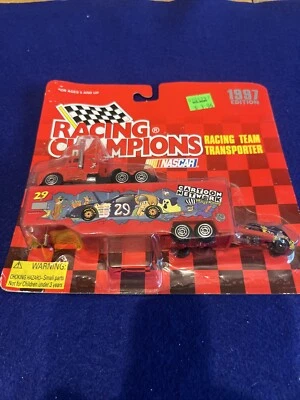 FOR AGES 3 AND UP
1997
EDITION
RACING®
CHAMPIONS
NASCAR
RACING TEAM
TRANSPORTER
29
29
CARTOON
NETWORK
WARNING:
CHOKING HAZARD-Small parts
Not for Children under 3 years